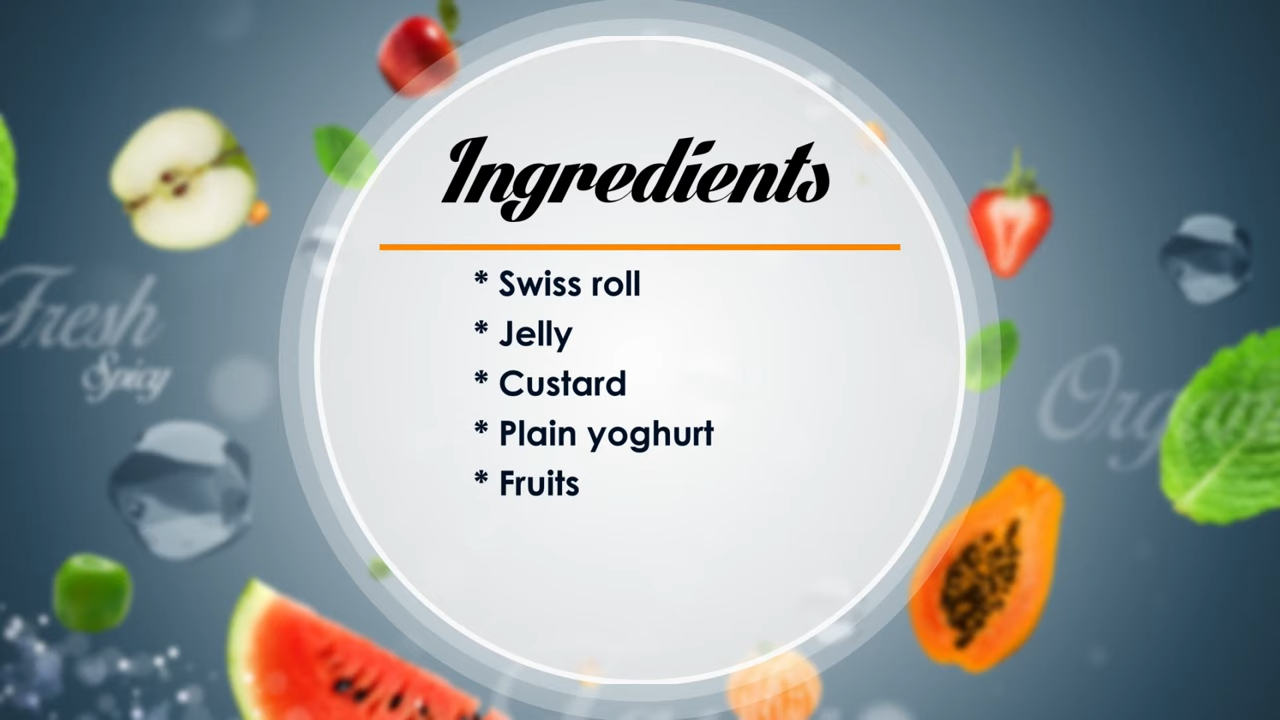 Ingredients
* Swiss roll
* Jelly
* Custard
* Plain yoghurt
* Fruits
Fresh
Spicy